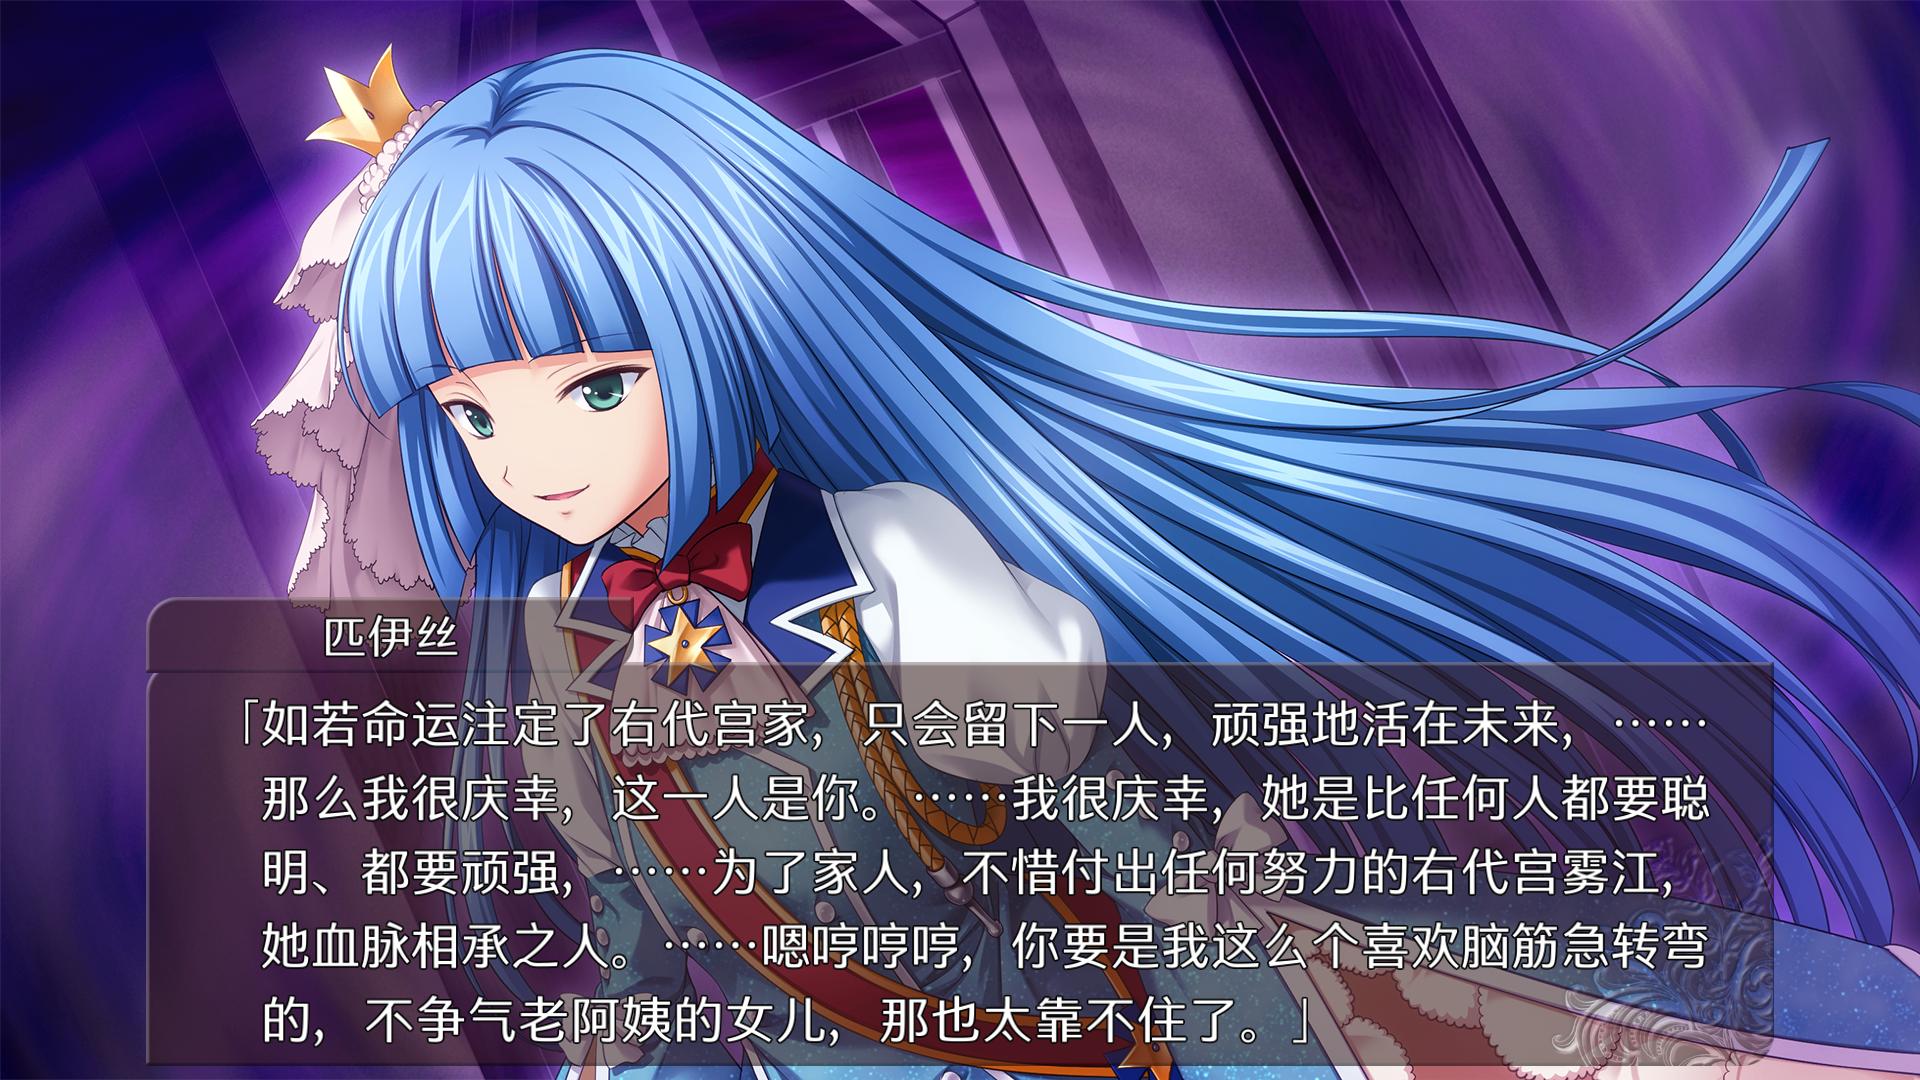 匹伊丝
「如若命运注定了右代宫家，只会留下一人，顽强地活在未来，……
那么我很庆幸，这一人是你。……我很庆幸，她是比任何人都要聪
明、都要顽强，……为了家人，不惜付出任何努力的右代宫雾江，
她血脉相承之人。……嗯哼哼哼，你要是我这么个喜欢脑筋急转弯
的，不争气老阿姨的女儿，那也太靠不住了。」